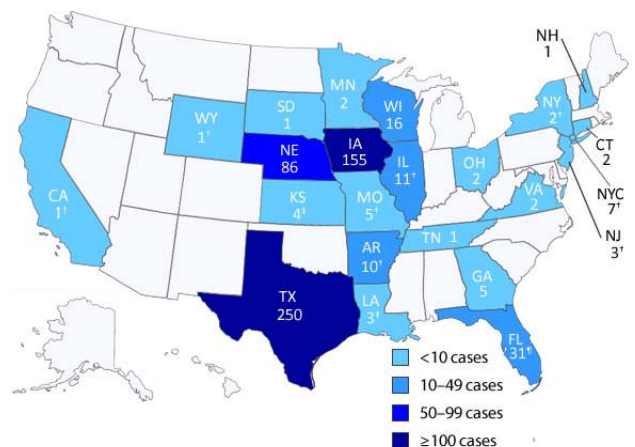 NH
1
MN
2
WI
16
SD
1
WY
1†
NY
2†
CT
2
NE
86
IA
155
IL
11†
OH
2
NYC
7†
VA
2
NJ
3†
CA
1†
KS
4‡
MO
5†
TN 1
AR
10†
GA
5
TX
250
LA
3‡
FL
31¶
<10 cases
10–49 cases
50–99 cases
≥100 cases